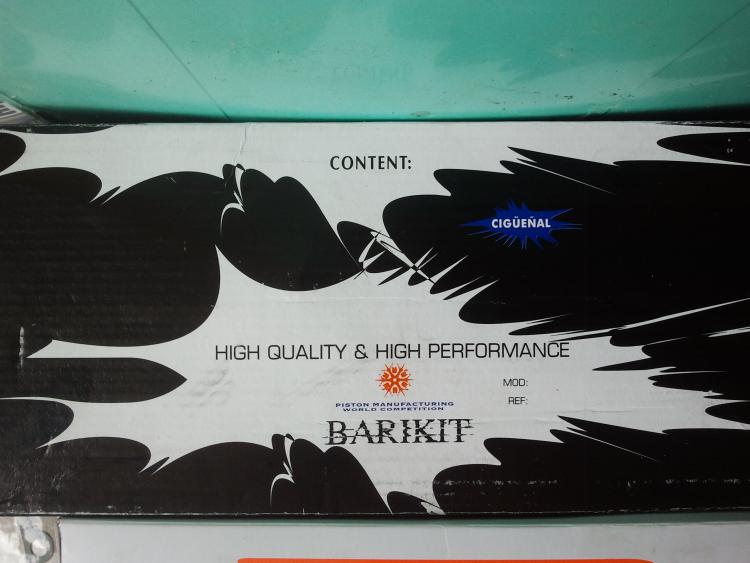 CONTENT:
CIGÜEÑAL
HIGH QUALITY & HIGH PERFORMANCE
MOD:
PISTON MANUFACTURING
WORLD COMPETITION
REF:
BARIKIT